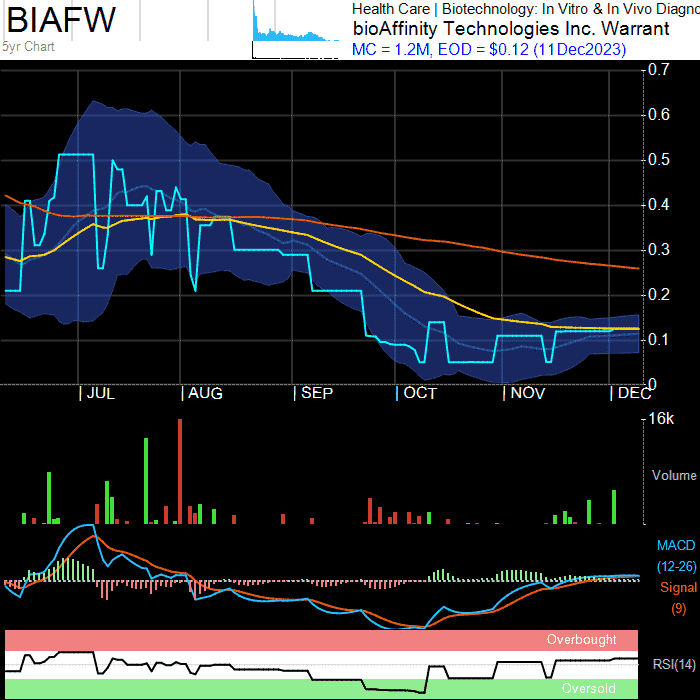 BIAFW
5yr Chart
Health Care | Biotechnology: In Vitro & In Vivo Diagno
bioAffinity Technologies Inc. Warrant
MC = 1.2M, EOD = $0.12 (11Dec2023)
0.7
0.6
0.5
0.4
0.3
0.2
0.1
0
| JUL | AUG | SEP | OCT | NOV | DEC
16k
Volume
MACD
(12-26)
Signal
(9)
Overbought
RSI(14)
Oversold